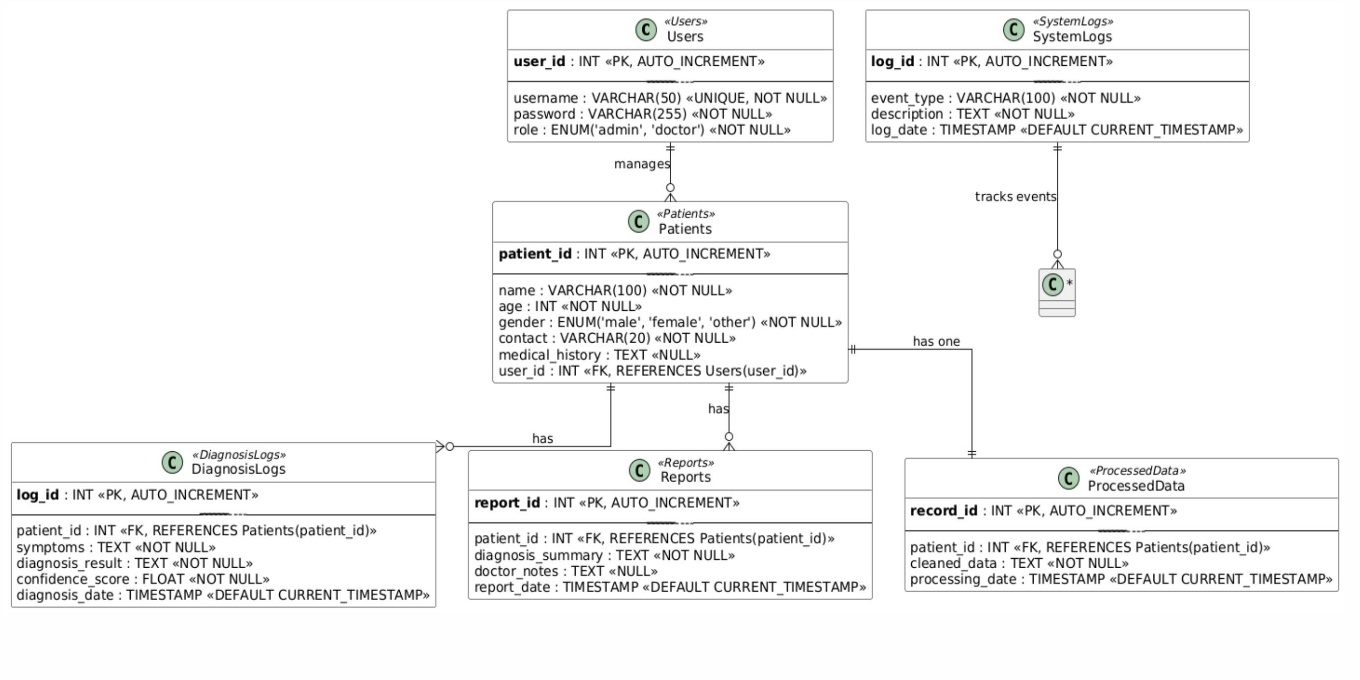 C «Users»
Users
user_id : INT «PK, AUTO_INCREMENT»
username : VARCHAR(50) «UNIQUE, NOT NULL»
password : VARCHAR(255) «NOT NULL»
role : ENUM('admin', 'doctor') «NOT NULL»
C «SystemLogs»
SystemLogs
log_id : INT «PK, AUTO_INCREMENT»
event_type : VARCHAR(100) «NOT NULL»
description : TEXT «NOT NULL»
log_date : TIMESTAMP «DEFAULT CURRENT_TIMESTAMP»
manages
tracks events
C *
C «Patients»
Patients
patient_id : INT «PK, AUTO_INCREMENT»
name : VARCHAR(100) «NOT NULL»
age : INT «NOT NULL»
gender : ENUM('male', 'female', 'other') «NOT NULL»
contact : VARCHAR(20) «NOT NULL»
medical_history : TEXT «NULL»
user_id : INT «FK, REFERENCES Users(user_id)»
has one
has
has
C «DiagnosisLogs»
DiagnosisLogs
log_id : INT «PK, AUTO_INCREMENT»
patient_id : INT «FK, REFERENCES Patients(patient_id)»
symptoms : TEXT «NOT NULL»
diagnosis_result : TEXT «NOT NULL»
confidence_score : FLOAT «NOT NULL»
diagnosis_date : TIMESTAMP «DEFAULT CURRENT_TIMESTAMP»
C «Reports»
Reports
report_id : INT «PK, AUTO_INCREMENT»
patient_id : INT «FK, REFERENCES Patients(patient_id)»
diagnosis_summary : TEXT «NOT NULL»
doctor_notes : TEXT «NULL»
report_date : TIMESTAMP «DEFAULT CURRENT_TIMESTAMP»
C «ProcessedData»
ProcessedData
record_id : INT «PK, AUTO_INCREMENT»
patient_id : INT «FK, REFERENCES Patients(patient_id)»
cleaned_data : TEXT «NOT NULL»
processing_date : TIMESTAMP «DEFAULT CURRENT_TIMESTAMP»